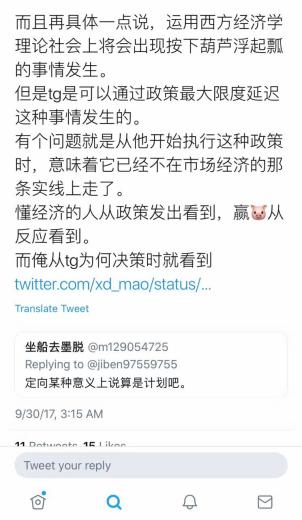 而且再具体一点说，运用西方经济学
理论社会上将会出现按下葫芦浮起瓢
的事情发生。
但是tg是可以通过政策最大限度延迟
这种事情发生的。
有个问题就是从他开始执行这种政策
时，意味着它已经不在市场经济的那
条实线上走了。
懂经济的人从政策发出看到，赢🐷从
反应看到。
而俺从tg为何决策时就看到
twitter.com/xd_mao/status/...
Translate Tweet
坐船去墨脱 @m129054725
Replying to @jiben97559755
定向某种意义上说算是计划吧。
9/30/17, 3:15 AM
11 Retweets 15 Likes
Tweet your reply